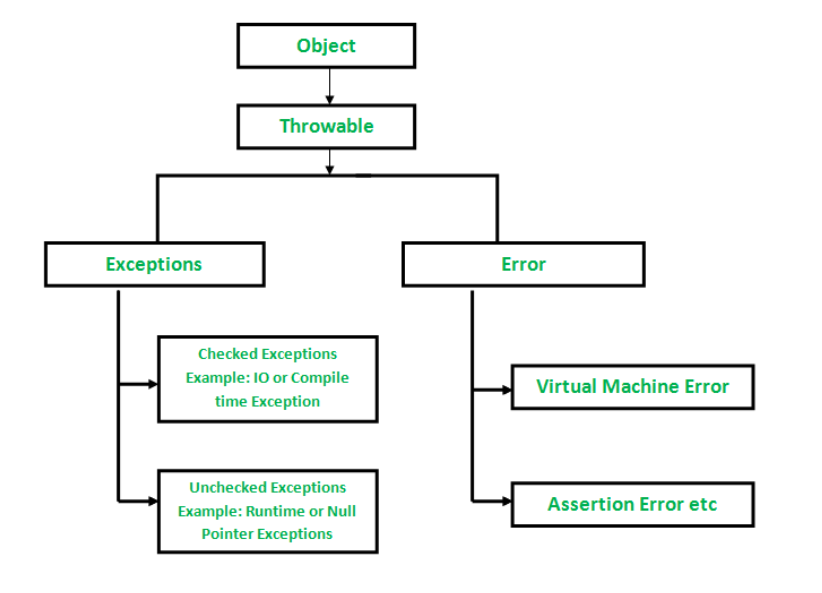 Object
Throwable
Exceptions
Error
Checked Exceptions
Example: IO or Compile
time Exception
Virtual Machine Error
Unchecked Exceptions
Example: Runtime or Null
Pointer Exceptions
Assertion Error etc